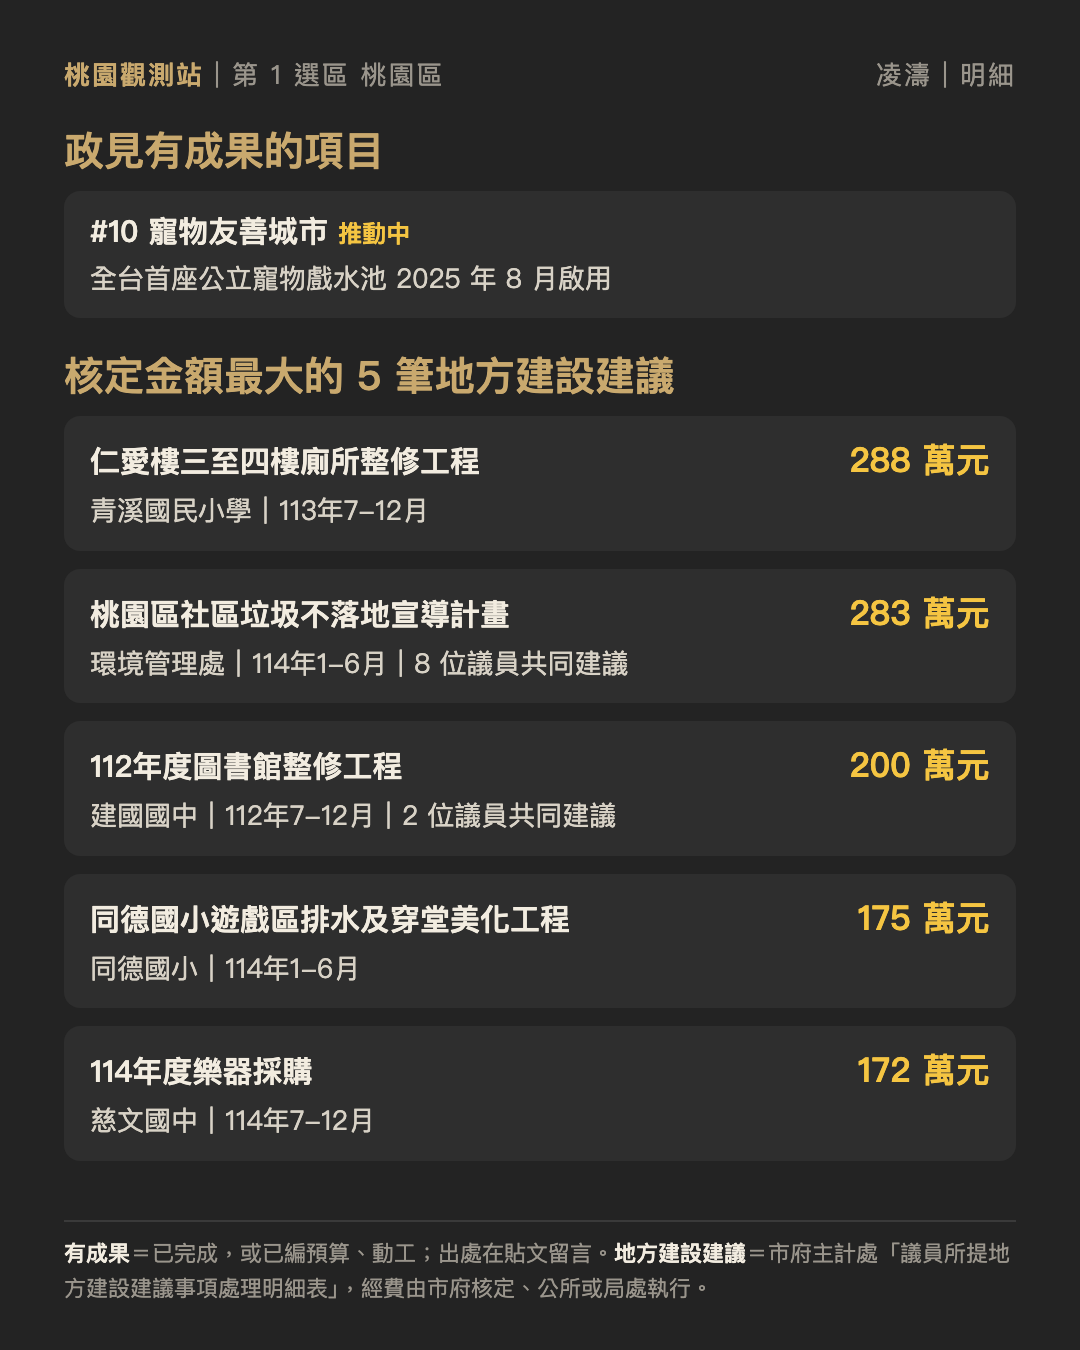 桃園觀測站｜第 1 選區 桃園區
凌濤｜明細
政見有成果的項目
#10 寵物友善城市 推動中
全台首座公立寵物戲水池 2025 年 8 月啟用
核定金額最大的 5 筆地方建設建議
仁愛樓三至四樓廁所整修工程 288 萬元
青溪國民小學｜113年7–12月
桃園區社區垃圾不落地宣導計畫 283 萬元
環境管理處｜114年1–6月｜8 位議員共同建議
112年度圖書館整修工程 200 萬元
建國國中｜112年7–12月｜2 位議員共同建議
同德國小遊戲區排水及穿堂美化工程 175 萬元
同德國小｜114年1–6月
114年度樂器採購 172 萬元
慈文國中｜114年7–12月
有成果＝已完成，或已編預算、動工；出處在貼文留言。地方建設建議＝市府主計處「議員所提地
方建設建議事項處理明細表」，經費由市府核定、公所或局處執行。